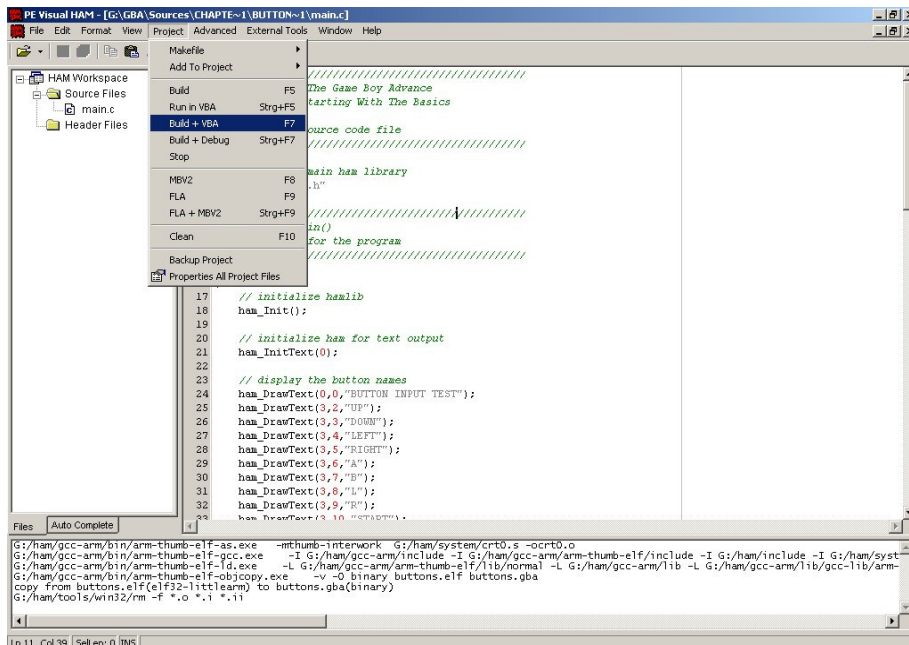 PE Visual HAM - [G:\GBA\Sources\CHAPTE~1\BUTTON~1\main.c]
File Edit Format View Project Advanced External Tools Window Help
Makefile
Add To Project
Build F5
Run in VBA Strg+F5
Build + VBA F7
Build + Debug Strg+F7
Stop
MBV2 F8
FLA F9
FLA + MBV2 Strg+F9
Clean F10
Backup Project
Properties All Project Files
HAM Workspace
Source Files
main.c
Header Files
Files Auto Complete
/////////////////////////////////
The Game Boy Advance
tarting With The Basics
ource code file
/////////////////////////////////
main ham library
.h"
/////////////////////////////////
in()
for the program
/////////////////////////////////
17 // initialize hamlib
18 ham_Init();
19
20 // initialize ham for text output
21 ham_InitText(0);
22
23 // display the button names
24 ham_DrawText(0,0,"BUTTON INPUT TEST");
25 ham_DrawText(3,2,"UP");
26 ham_DrawText(3,3,"DOWN");
27 ham_DrawText(3,4,"LEFT");
28 ham_DrawText(3,5,"RIGHT");
29 ham_DrawText(3,6,"A");
30 ham_DrawText(3,7,"B");
31 ham_DrawText(3,8,"L");
32 ham_DrawText(3,9,"R");
33 ham_DrawText(3,10,"START");
G:/ham/gcc-arm/bin/arm-thumb-elf-as.exe -mthumb-interwork G:/ham/system/crt0.s -ocrt0.o
G:/ham/gcc-arm/bin/arm-thumb-elf-gcc.exe -I G:/ham/gcc-arm/include -I G:/ham/gcc-arm/arm-thumb-elf/include -I G:/ham/include -I G:/ham/syst
G:/ham/gcc-arm/bin/arm-thumb-elf-ld.exe -L G:/ham/gcc-arm/arm-thumb-elf/lib/normal -L G:/ham/gcc-arm/lib -L G:/ham/gcc-arm/lib/gcc-lib/arm-
G:/ham/gcc-arm/bin/arm-thumb-elf-objcopy.exe -v -O binary buttons.elf buttons.gba
copy from buttons.elf(elf32-littlearm) to buttons.gba(binary)
G:/ham/tools/win32/rm -f *.o *.i *.ii
Ln 11, Col 39 SelLen: 0 INS